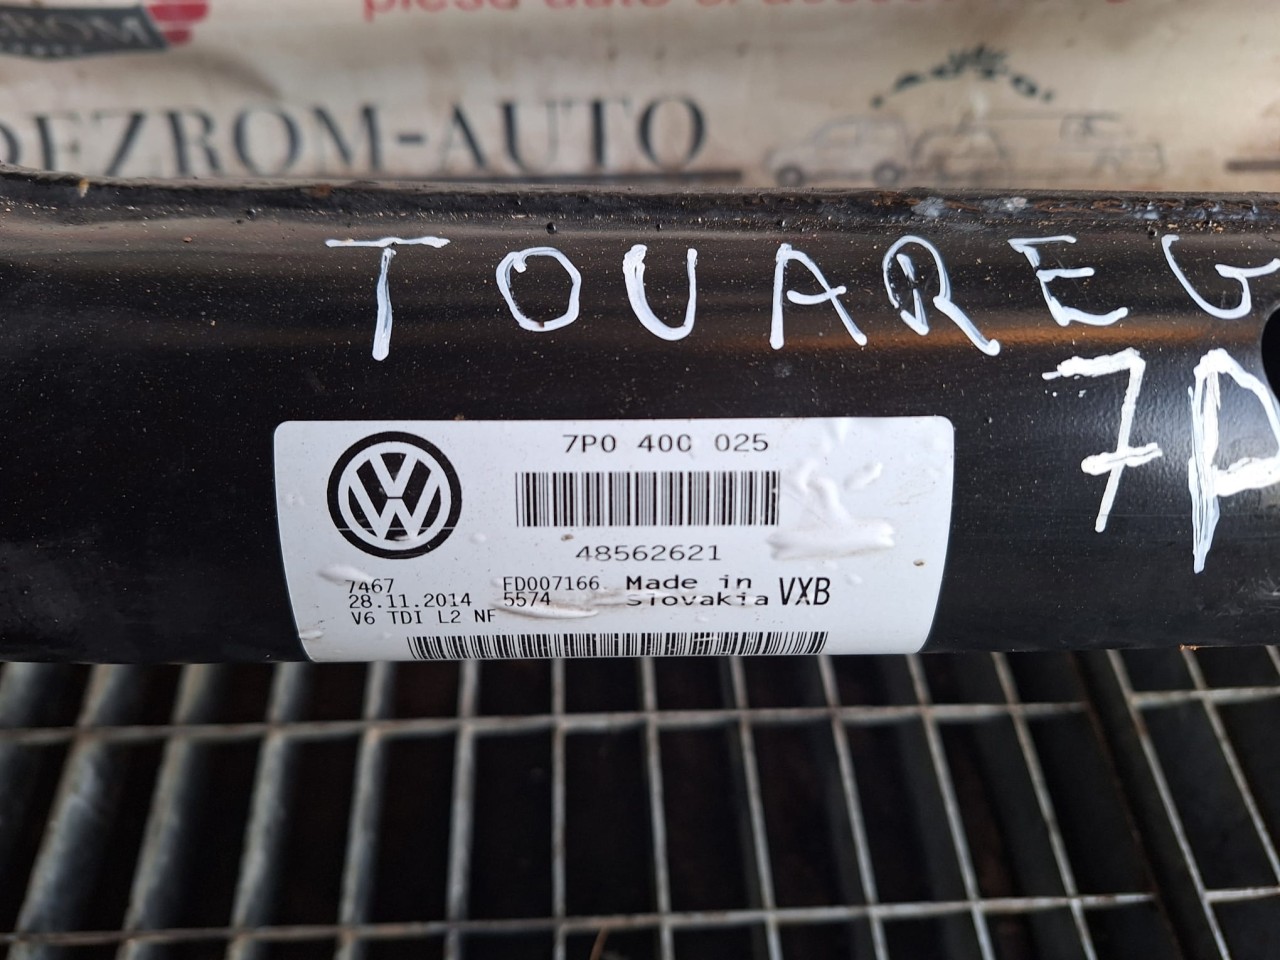 DEZROM-AUTO
TOUAREG
7P
7P0 40C 025
48562621
7467 FD007166 Made in
28.11.2014 5574 Slovakia VXB
V6 TDI L2 NF